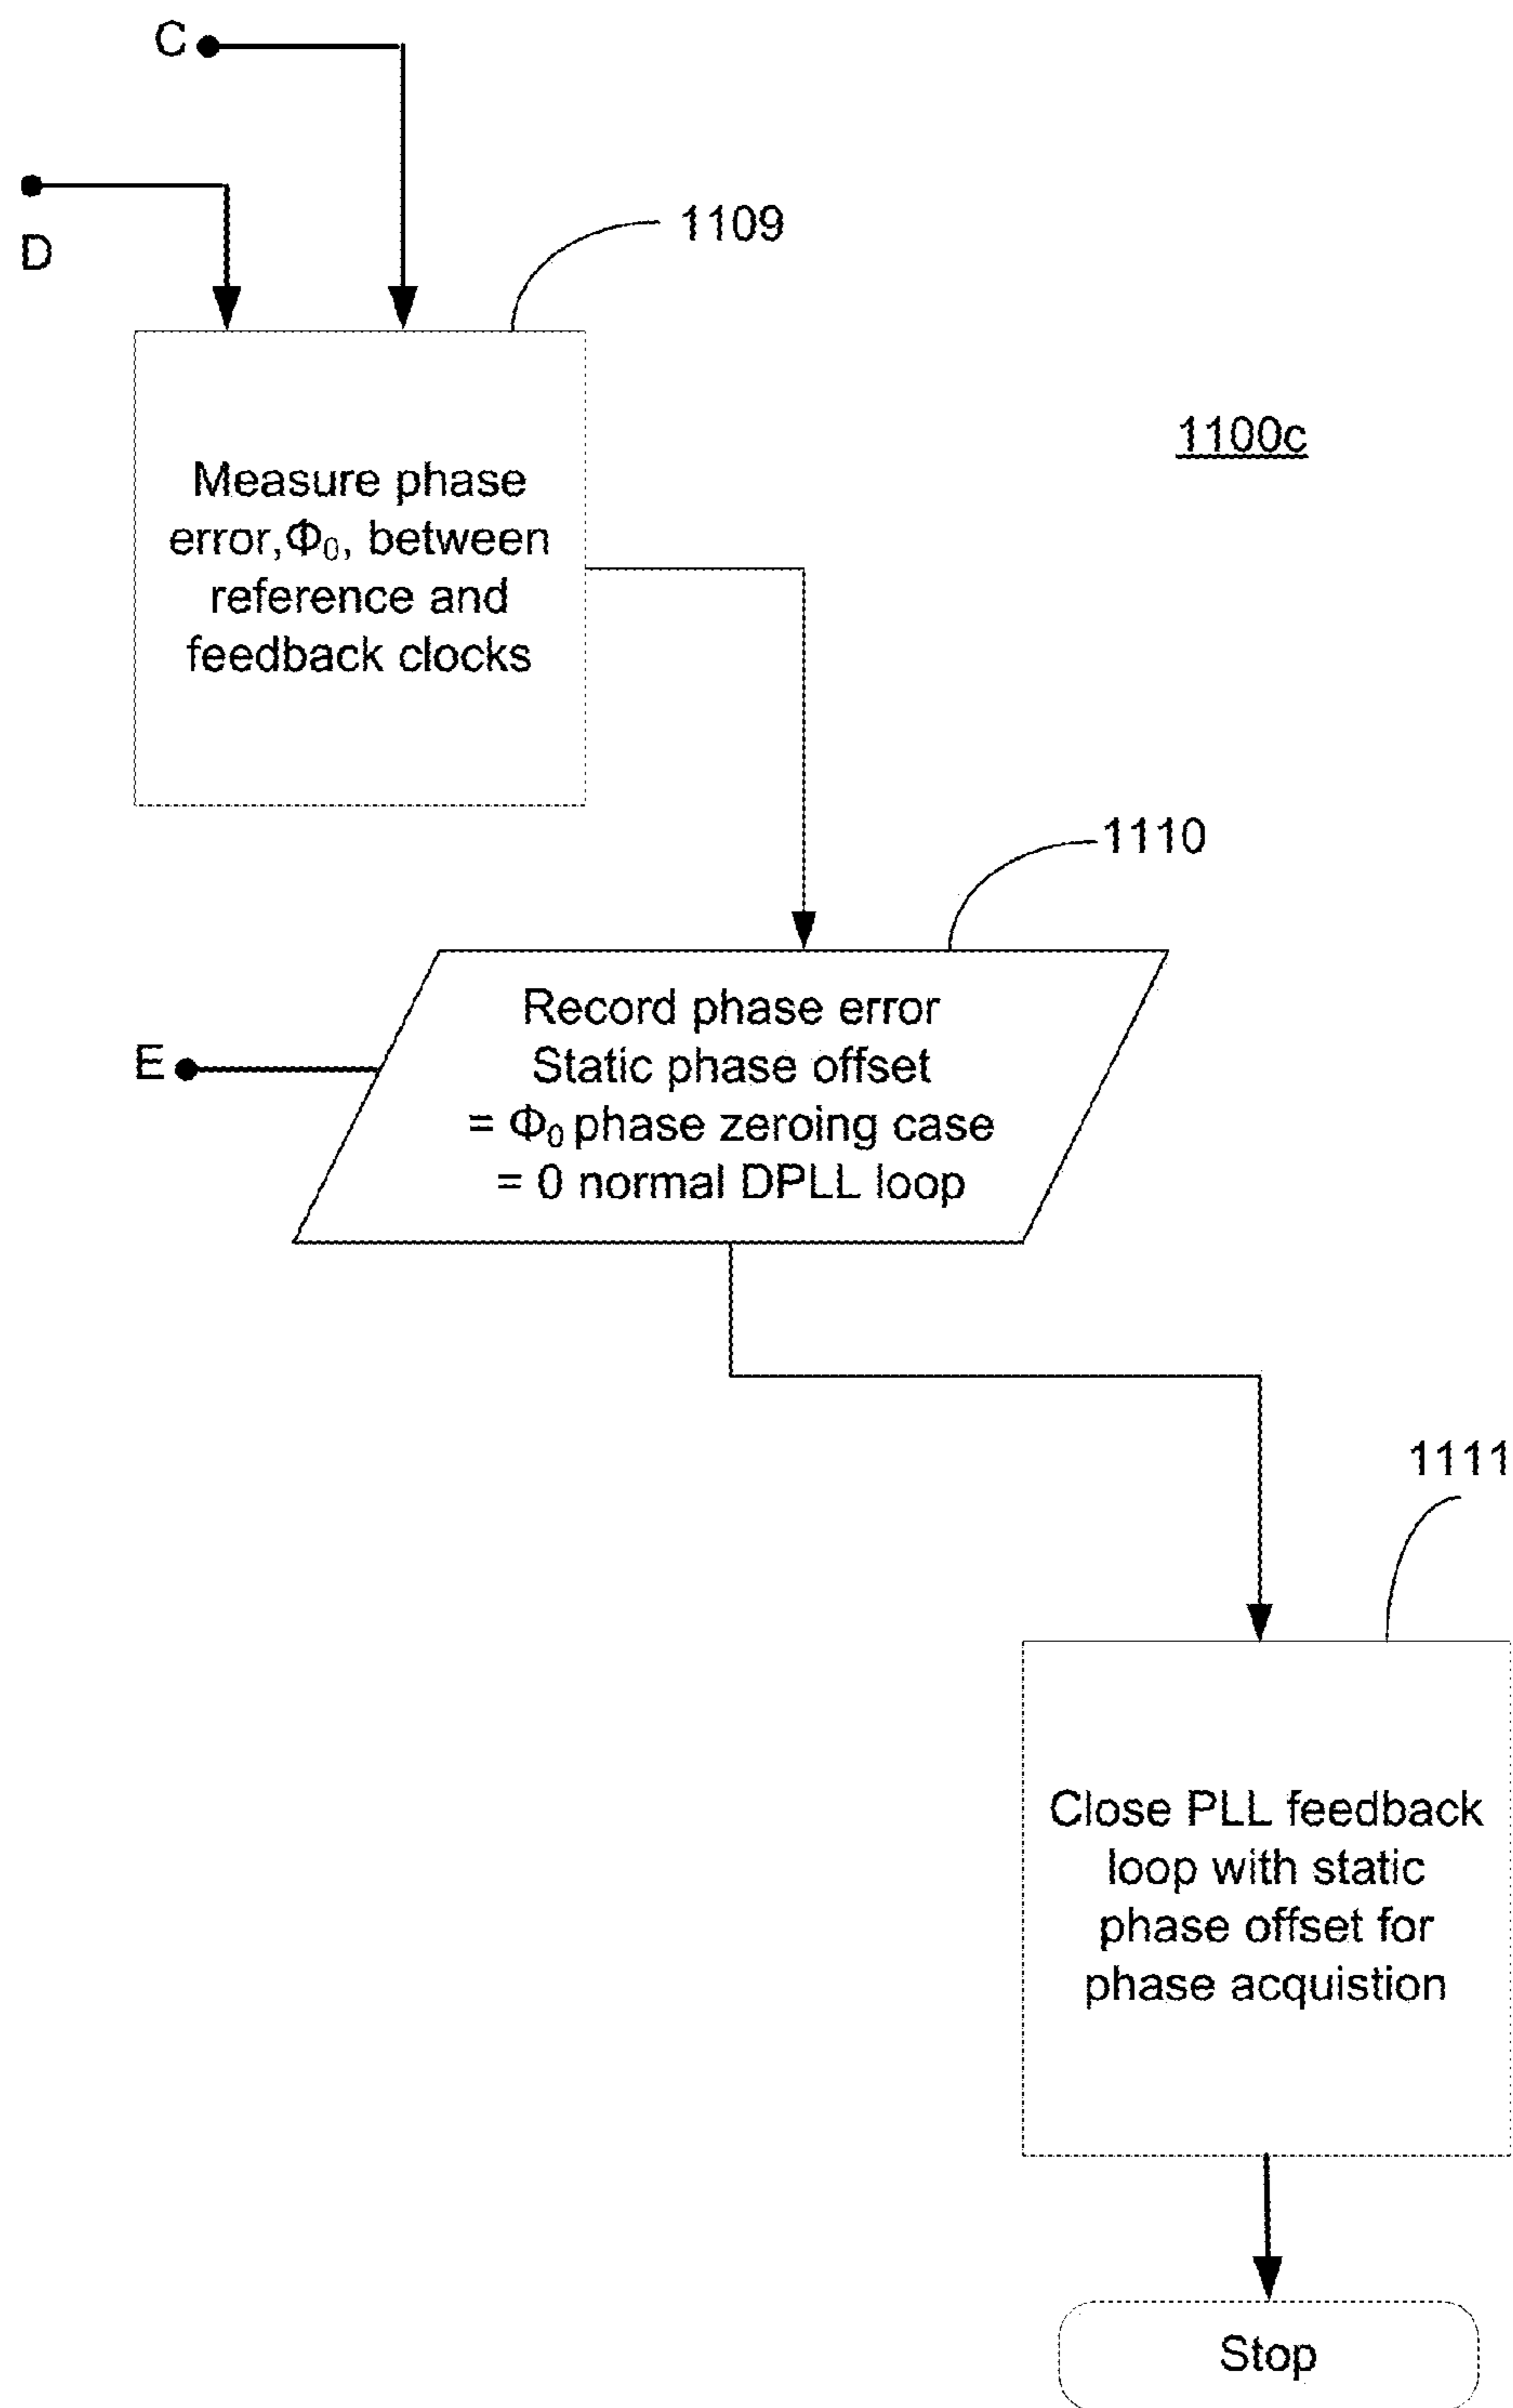 C
D
1109
1100c
Measure phase
error,Φ₀, between
reference and
feedback clocks
1110
E
Record phase error
Static phase offset
= Φ₀ phase zeroing case
= 0 normal DPLL loop
1111
Close PLL feedback
loop with static
phase offset for
phase acquistion
Stop